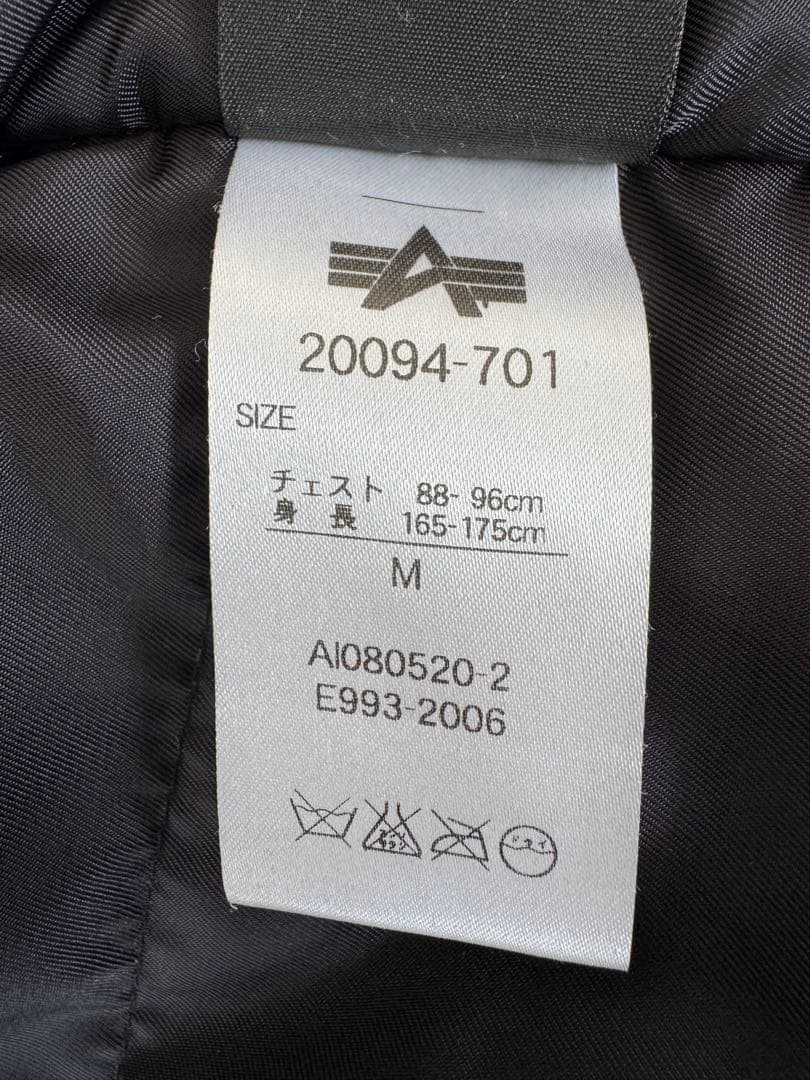 20094-701
SIZE
チェスト 88- 96cm
身 長 165-175cm
M
AI080520-2
E993-2006